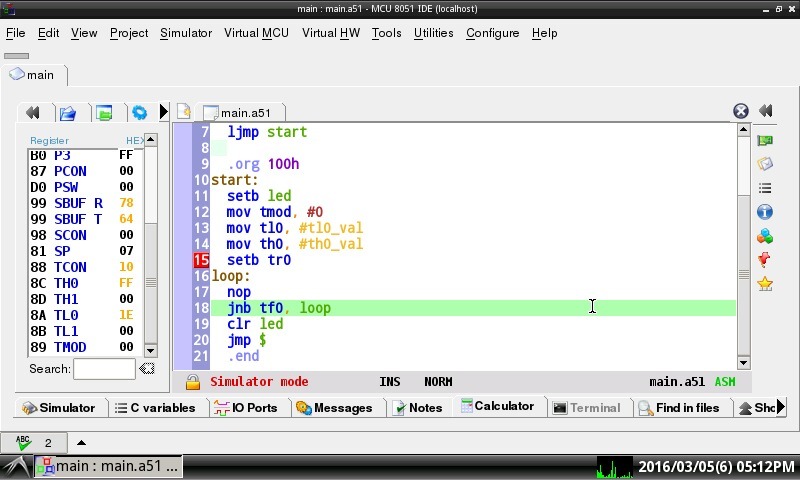 main : main.a51 - MCU 8051 IDE (localhost)
File Edit View Project Simulator Virtual MCU Virtual HW Tools Utilities Configure Help
main
main.a51
Register HEX
B0 P3 FF
87 PCON 00
D0 PSW 00
99 SBUF R 78
99 SBUF T 64
98 SCON 00
81 SP 07
88 TCON 10
8C TH0 FF
8D TH1 00
8A TL0 1E
8B TL1 00
89 TMOD 00
Search:
7 ljmp start
8
9 .org 100h
10 start:
11 setb led
12 mov tmod, #0
13 mov tl0, #tl0_val
14 mov th0, #th0_val
15 setb tr0
16 loop:
17 nop
18 jnb tf0, loop
19 clr led
20 jmp $
21 .end
Simulator mode INS NORM main.a51 ASM
Simulator C variables IO Ports Messages Notes Calculator Terminal Find in files Sho
ABC 2
main : main.a51 ... 2016/03/05(6) 05:12PM